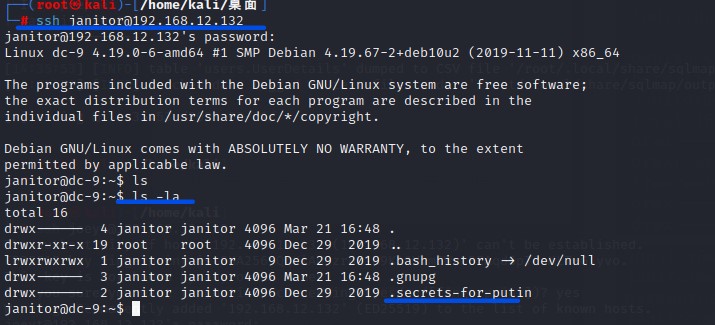 ┌──(root㉿kali)-[/home/kali/桌面]
└─# ssh janitor@192.168.12.132
janitor@192.168.12.132's password:
Linux dc-9 4.19.0-6-amd64 #1 SMP Debian 4.19.67-2+deb10u2 (2019-11-11) x86_64
The programs included with the Debian GNU/Linux system are free software;
the exact distribution terms for each program are described in the
individual files in /usr/share/doc/*/copyright.
Debian GNU/Linux comes with ABSOLUTELY NO WARRANTY, to the extent
permitted by applicable law.
janitor@dc-9:~$ ls
janitor@dc-9:~$ ls -la
total 16
drwx------ 4 janitor janitor 4096 Mar 21 16:48 .
drwxr-xr-x 19 root root 4096 Dec 29 2019 ..
lrwxrwxrwx 1 janitor janitor 9 Dec 29 2019 .bash_history -> /dev/null
drwx------ 3 janitor janitor 4096 Mar 21 16:48 .gnupg
drwx------ 2 janitor janitor 4096 Dec 29 2019 .secrets-for-putin
janitor@dc-9:~$